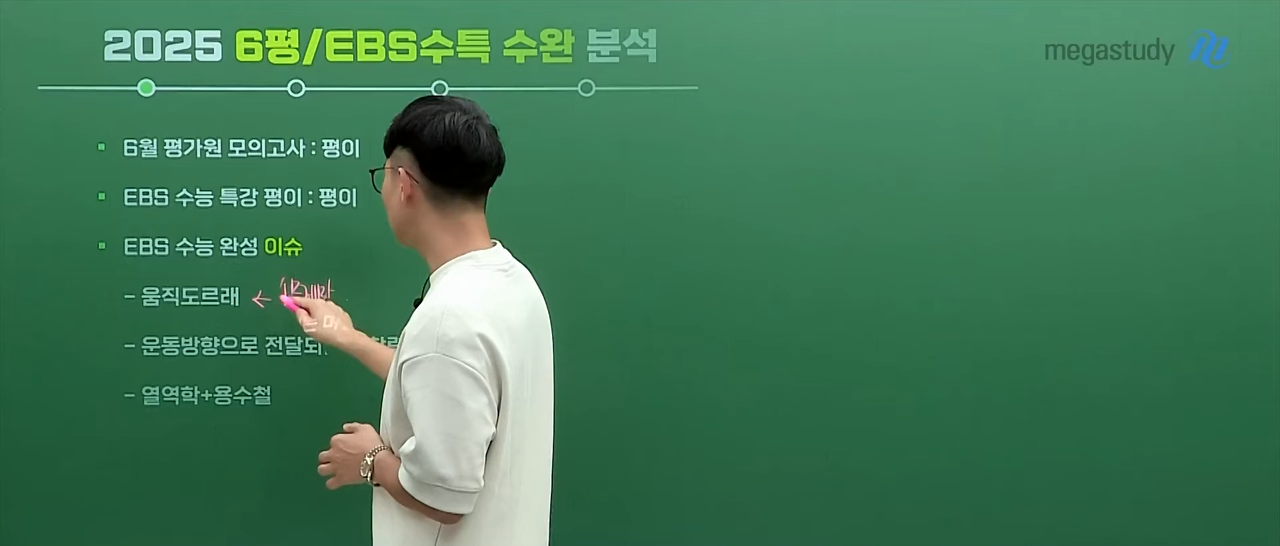 2025 6평/EBS수특 수완 분석
megastudy
▪ 6월 평가원 모의고사 : 평이
▪ EBS 수능 특강 평이 : 평이
▪ EBS 수능 완성 이슈
- 움직도르래 ←
- 운동방향으로 전달되
- 열역학+용수철